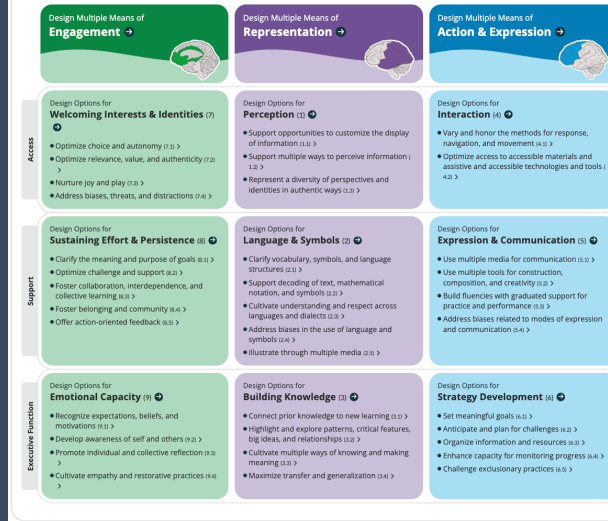 Design Multiple Means of
Engagement
Design Multiple Means of
Representation
Design Multiple Means of
Action & Expression
Access
Design Options for
Welcoming Interests & Identities (7)
Optimize choice and autonomy (7.1) >
Optimize relevance, value, and authenticity (7.2)
>
Nurture joy and play (7.3) >
Address biases, threats, and distractions (7.4) >
Design Options for
Perception (1)
Support opportunities to customize the display
of information (1.1) >
Support multiple ways to perceive information (
1.2) >
Represent a diversity of perspectives and
identities in authentic ways (1.3) >
Design Options for
Interaction (4)
Vary and honor the methods for response,
navigation, and movement (4.1) >
Optimize access to accessible materials and
assistive and accessible technologies and tools (
4.2) >
Support
Design Options for
Sustaining Effort & Persistence (8)
Clarify the meaning and purpose of goals (8.1) >
Optimize challenge and support (8.2) >
Foster collaboration, interdependence, and
collective learning (8.3) >
Foster belonging and community (8.4) >
Offer action-oriented feedback (8.5) >
Design Options for
Language & Symbols (2)
Clarify vocabulary, symbols, and language
structures (2.1) >
Support decoding of text, mathematical
notation, and symbols (2.2) >
Cultivate understanding and respect across
languages and dialects (2.3) >
Address biases in the use of language and
symbols (2.4) >
Illustrate through multiple media (2.5) >
Design Options for
Expression & Communication (5)
Use multiple media for communication (5.1) >
Use multiple tools for construction,
composition, and creativity (5.2) >
Build fluencies with graduated support for
practice and performance (5.3) >
Address biases related to modes of expression
and communication (5.4) >
Executive Function
Design Options for
Emotional Capacity (9)
Recognize expectations, beliefs, and
motivations (9.1) >
Develop awareness of self and others (9.2) >
Promote individual and collective reflection (9.3)
>
Cultivate empathy and restorative practices (9.4)
>
Design Options for
Building Knowledge (3)
Connect prior knowledge to new learning (3.1) >
Highlight and explore patterns, critical features,
big ideas, and relationships (3.2) >
Cultivate multiple ways of knowing and making
meaning (3.3) >
Maximize transfer and generalization (3.4) >
Design Options for
Strategy Development (6)
Set meaningful goals (6.1) >
Anticipate and plan for challenges (6.2) >
Organize information and resources (6.3) >
Enhance capacity for monitoring progress (6.4) >
Challenge exclusionary practices (6.5) >